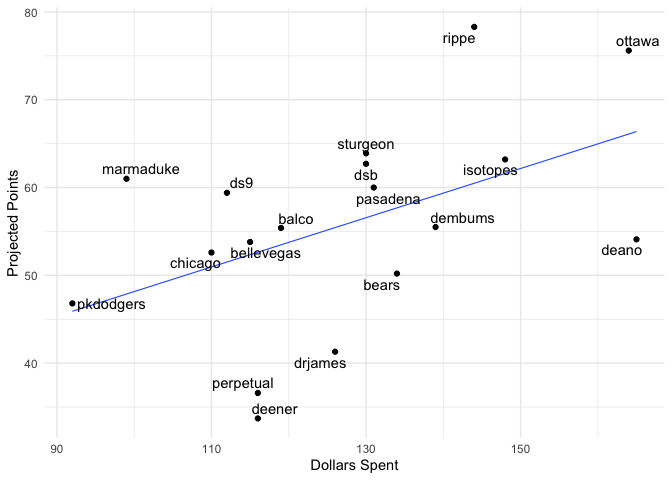 80
rippe
ottawa
70
sturgeon
marmaduke
isotopes
ds9
dsb
60
pasadena
balco
dembums
bellevegas
deano
chicago
50
bears
pkdodgers
drjames
40
perpetual
deener
90
110
130
150
Dollars Spent
Projected Points